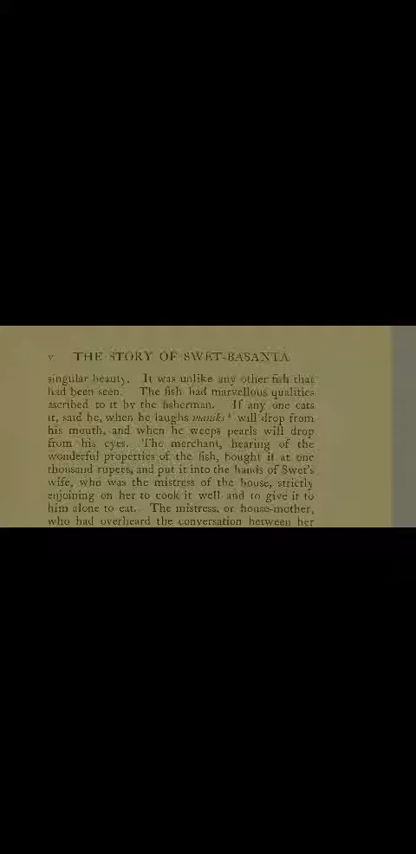 v THE STORY OF SWET-BASANTA
singular beauty. It was unlike any other fish that
had been seen. The fish had marvellous qualities
ascribed to it by the fisherman. If any one eats
it, said he, when he laughs maniks¹ will drop from
his mouth, and when he weeps pearls will drop
from his eyes. The merchant, hearing of the
wonderful properties of the fish, bought it at one
thousand rupees, and put it into the hands of Swet's
wife, who was the mistress of the house, strictly
enjoining on her to cook it well and to give it to
him alone to eat. The mistress, or house-mother,
who had overheard the conversation between her